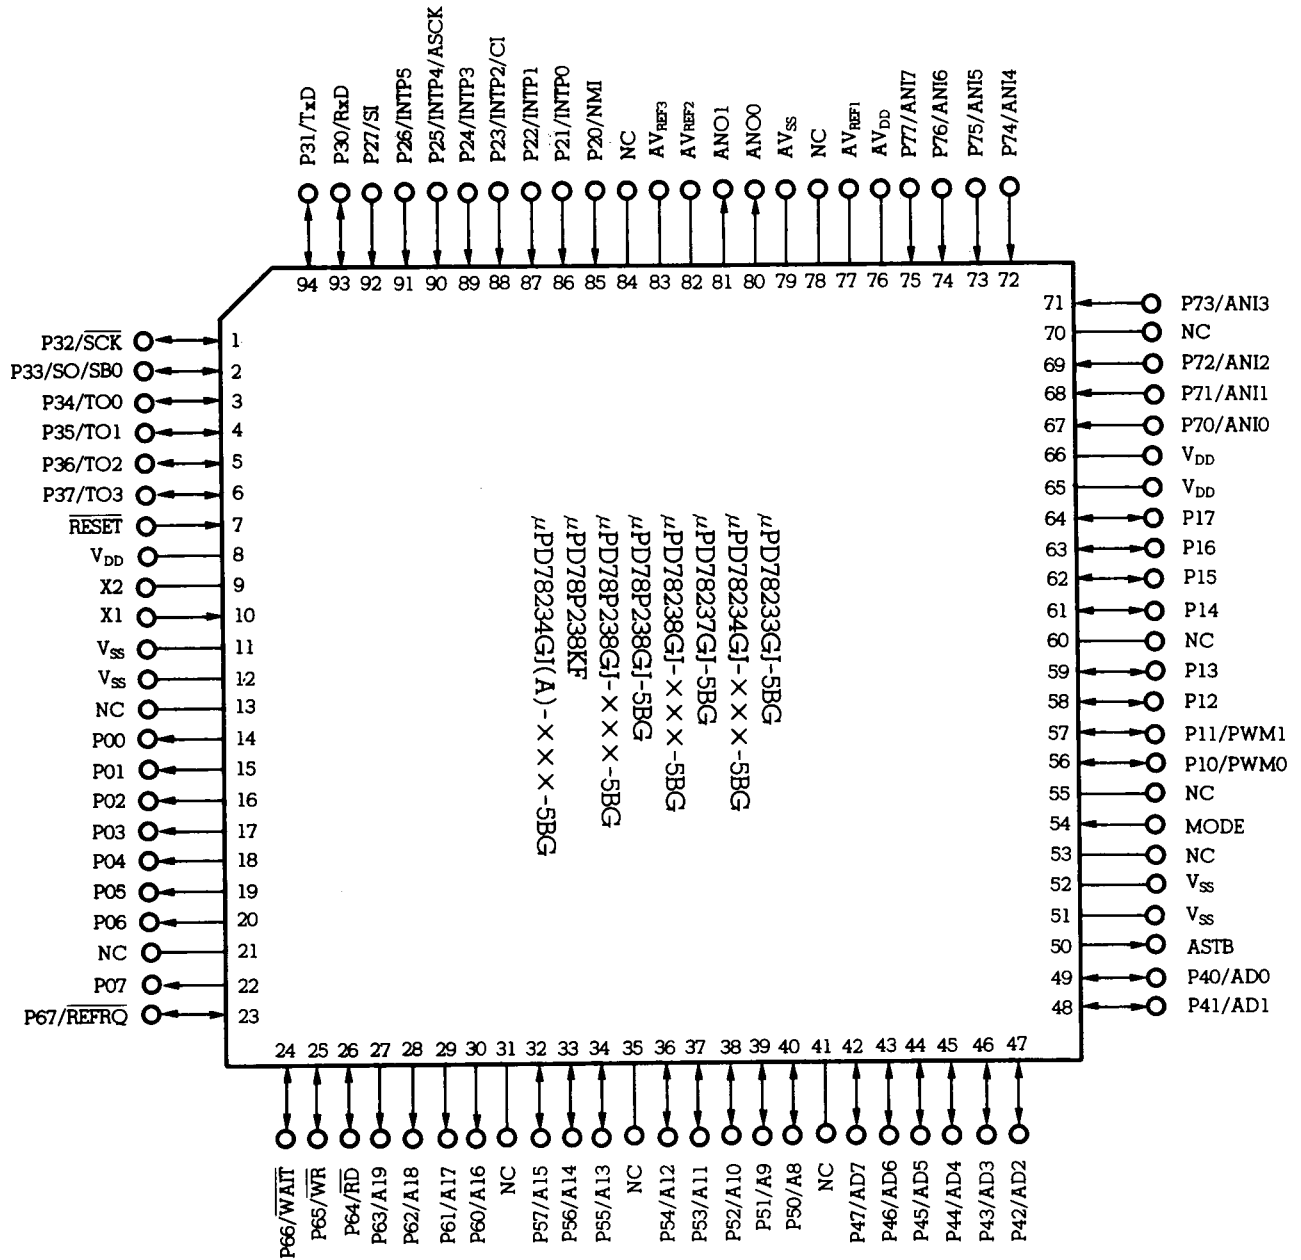 P31/TxD
P30/RxD
P27/SI
P26/INTP5
P25/INTP4/ASCK
P24/INTP3
P23/INTP2/CI
P22/INTP1
P21/INTP0
P20/NMI
NC
AVREF3
AVREF2
ANO1
ANO0
AVSS
NC
AVREF1
AVDD
P77/ANI7
P76/ANI6
P75/ANI5
P74/ANI4
94 93 92 91 90 89 88 87 86 85 84 83 82 81 80 79 78 77 76 75 74 73 72
P32/SCK 1
P33/SO/SB0 2
P34/TO0 3
P35/TO1 4
P36/TO2 5
P37/TO3 6
RESET 7
VDD 8
X2 9
X1 10
VSS 11
VSS 12
NC 13
P00 14
P01 15
P02 16
P03 17
P04 18
P05 19
P06 20
NC 21
P07 22
P67/REFRQ 23
71 P73/ANI3
70 NC
69 P72/ANI2
68 P71/ANI1
67 P70/ANI0
66 VDD
65 VDD
64 P17
63 P16
62 P15
61 P14
60 NC
59 P13
58 P12
57 P11/PWM1
56 P10/PWM0
55 NC
54 MODE
53 NC
52 VSS
51 VSS
50 ASTB
49 P40/AD0
48 P41/AD1
μPD78233GJ-5BG
μPD78234GJ-×××-5BG
μPD78237GJ-5BG
μPD78238GJ-×××-5BG
μPD78P238GJ-5BG
μPD78P238GJ-×××-5BG
μPD78P238KF
μPD78234GJ(A)-×××-5BG
24 25 26 27 28 29 30 31 32 33 34 35 36 37 38 39 40 41 42 43 44 45 46 47
P66/WAIT
P65/WR
P64/RD
P63/A19
P62/A18
P61/A17
P60/A16
NC
P57/A15
P56/A14
P55/A13
NC
P54/A12
P53/A11
P52/A10
P51/A9
P50/A8
NC
P47/AD7
P46/AD6
P45/AD5
P44/AD4
P43/AD3
P42/AD2